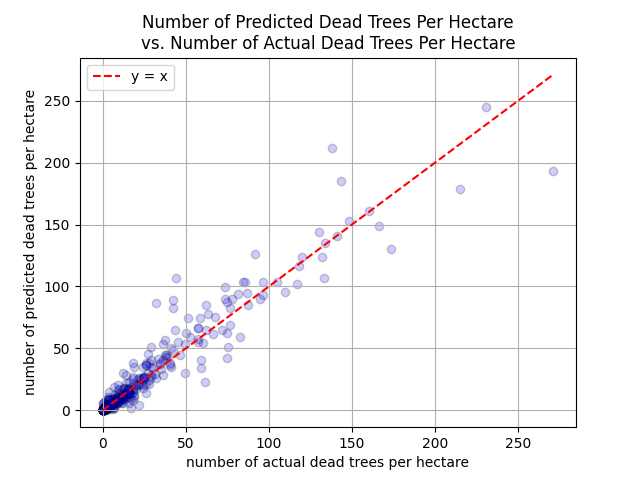 Number of Predicted Dead Trees Per Hectare
vs. Number of Actual Dead Trees Per Hectare
y = x
number of predicted dead trees per hectare
250
200
150
100
50
0
0 50 100 150 200 250
number of actual dead trees per hectare